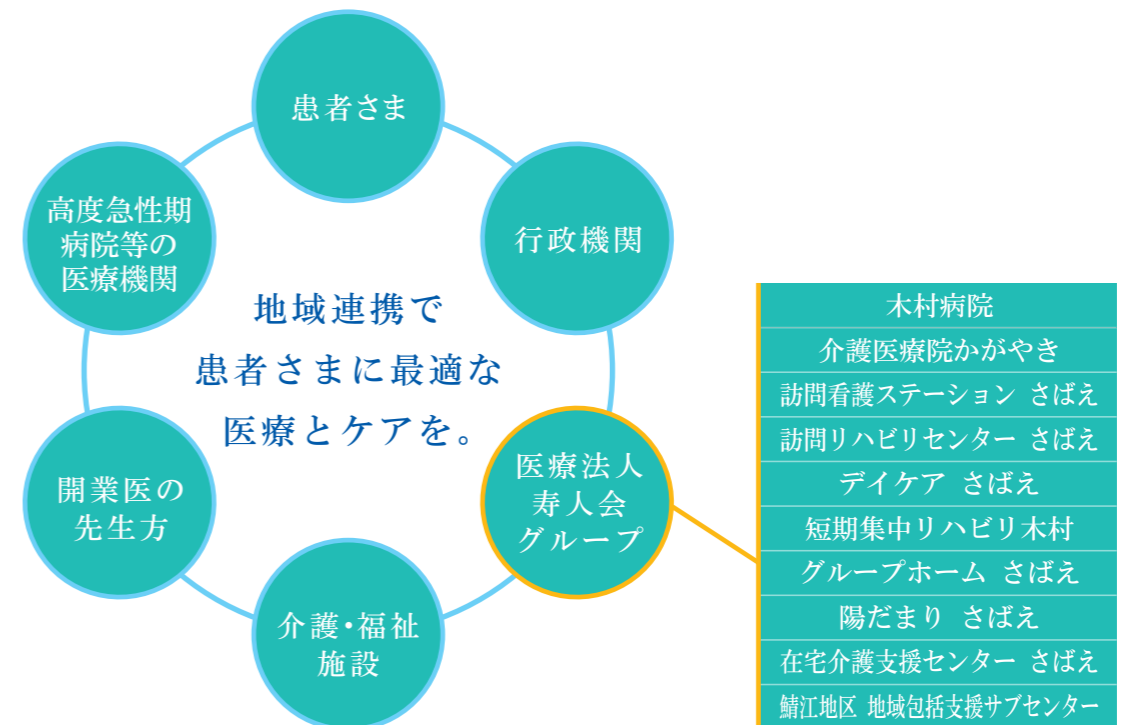 患者さま
高度急性期
病院等の
医療機関
行政機関
地域連携で
患者さまに最適な
医療とケアを。
開業医の
先生方
医療法人
寿人会
グループ
介護・福祉
施設
木村病院
介護医療院かがやき
訪問看護ステーション さばえ
訪問リハビリセンター さばえ
デイケア さばえ
短期集中リハビリ木村
グループホーム さばえ
陽だまり さばえ
在宅介護支援センター さばえ
鯖江地区 地域包括支援サブセンター